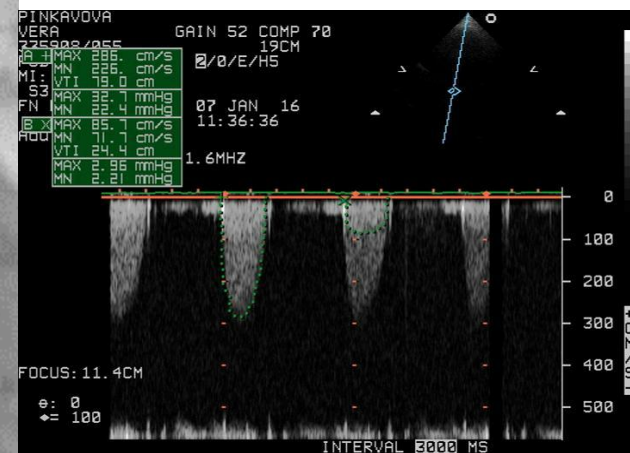 PINKAVOVA
VERA
GAIN 52 COMP 70
335908/055
19CM
2/0/E/H5
A + MAX 286. cm/s
MN 226. cm/s
VTI 79.0 cm
MAX 32.7 mmHg
MN 22.4 mmHg
B X MAX 85.7 cm/s
MN 71.7 cm/s
VTI 24.4 cm
MAX 2.96 mmHg
MN 2.21 mmHg
MI:
S3
FN
07 JAN 16
11:36:36
1.6MHZ
0
100
200
300
400
500
FOCUS:11.4CM
θ: 0
= 100
INTERVAL 3000 MS